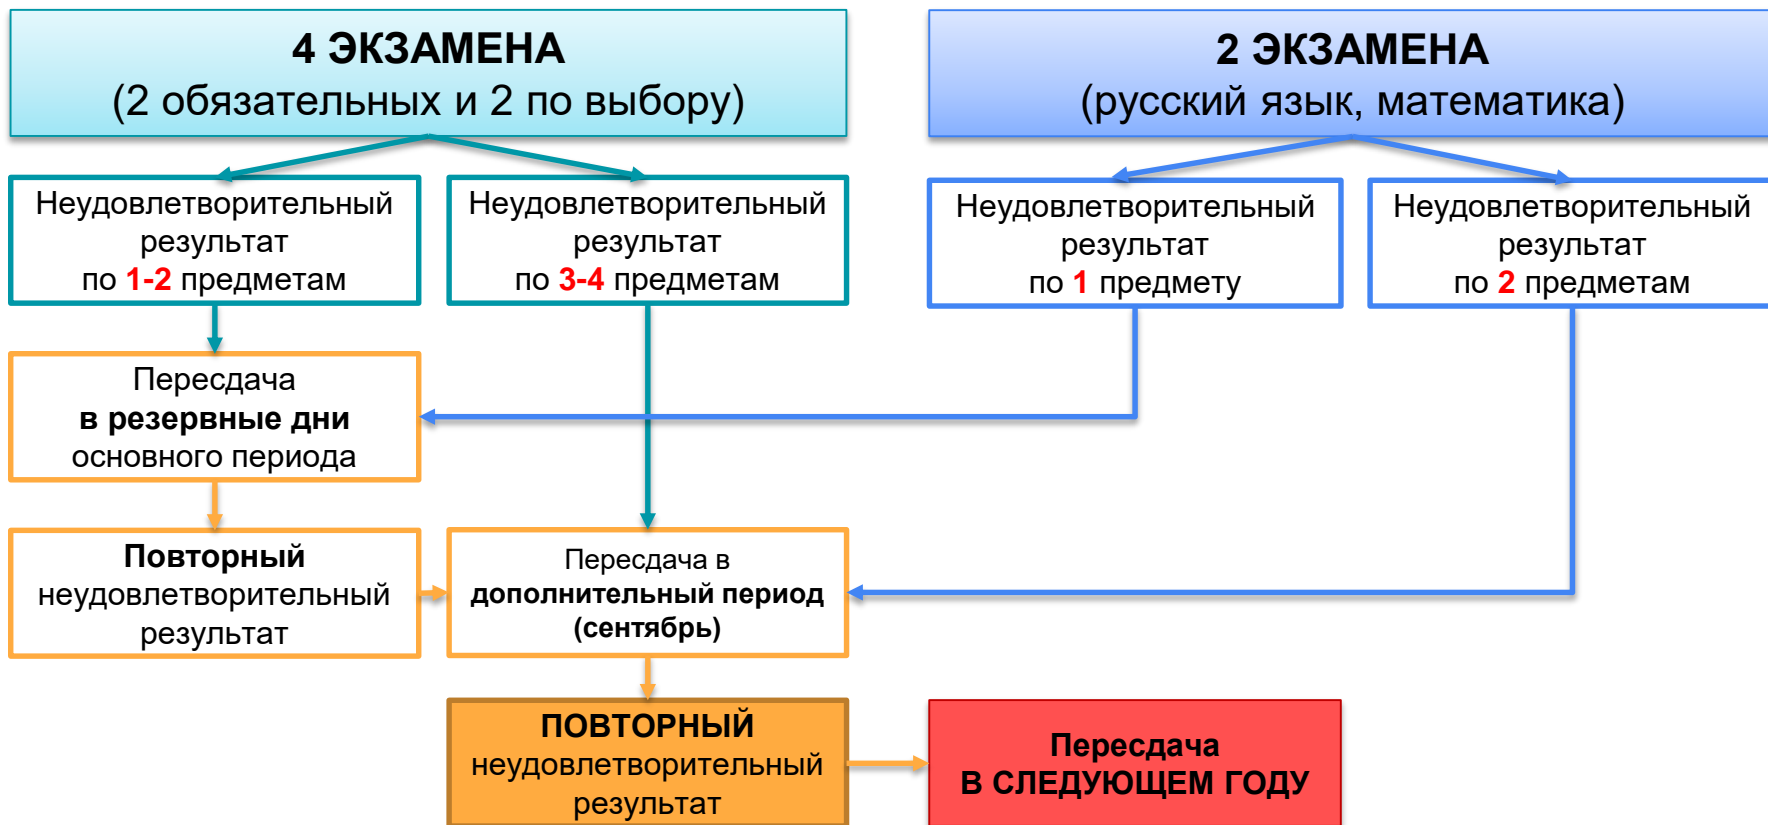 4 ЭКЗАМЕНА
(2 обязательных и 2 по выбору)
2 ЭКЗАМЕНА
(русский язык, математика)
Неудовлетворительный
результат
по 1-2 предметам
Неудовлетворительный
результат
по 3-4 предметам
Неудовлетворительный
результат
по 1 предмету
Неудовлетворительный
результат
по 2 предметам
Пересдача
в резервные дни
основного периода
Повторный
неудовлетворительный
результат
Пересдача в
дополнительный период
(сентябрь)
ПОВТОРНЫЙ
неудовлетворительный
результат
Пересдача
В СЛЕДУЮЩЕМ ГОДУ